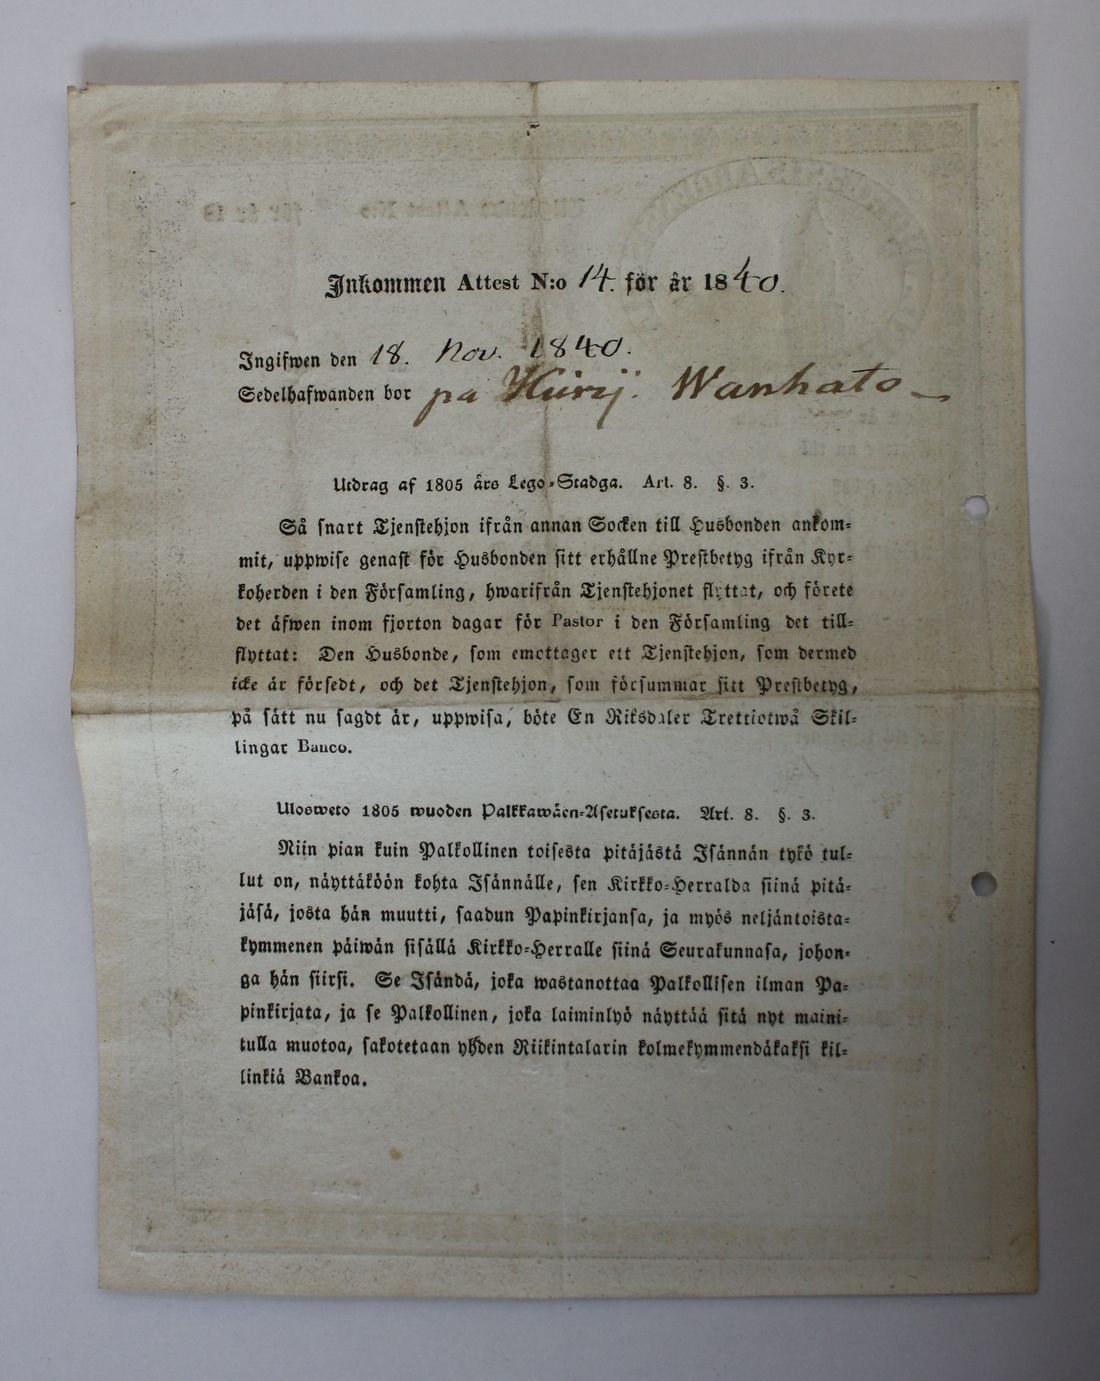 Inkommen Attest N:o 14. för år 1840.
Ingifwen den 18. Nov. 1840.
Sedelhafwanden bor på Wanhato
Utdrag af 1805 års Lego-Stadga. Art. 8. §. 3.
Så snart Tjenstehjon ifrån annan Socken till Husbonden ankom-
mit, uppwise genast för Husbonden sitt erhållne Prestbetyg ifrån Kyr-
koherden i den Församling, hwarifrån Tjenstehjonet flyttat, och förete
det äfwen inom fjorton dagar för Pastor i den Församling det till-
flyttat: Den Husbonde, som emottager ett Tjenstehjon, som dermed
icke är försedt, och det Tjenstehjon, som försummar sitt Prestbetyg,
på sätt nu sagdt är, uppwisa, böte En Riksdaler Trettiotwå Skil-
lingar Banco.
Ulosweto 1805 wuoden Palkkawäen-Asetuksesta. Art. 8. §. 3.
Niin pian kuin Palkollinen toisesta pitäjästä Isännän tykö tul-
lut on, näyttäköön kohta Isännälle, sen Kirkko-Herralda siinä pitä-
jäsä, josta hän muutti, saadun Papinkirjansa, ja myös neljäntoista-
kymmenen päiwän sisällä Kirkko-Herralle siinä Seurakunnasa, johon-
ga hän siirsi. Se Isändä, joka wastanottaa Palkollisen ilman Pa-
pinkirjata, ja se Palkollinen, joka laiminlyö näyttää sitä nyt maini-
tulla muotoa, sakotetaan yhden Riikintalarin kolmekymmendäkaksi kil-
linkiä Bankoa.